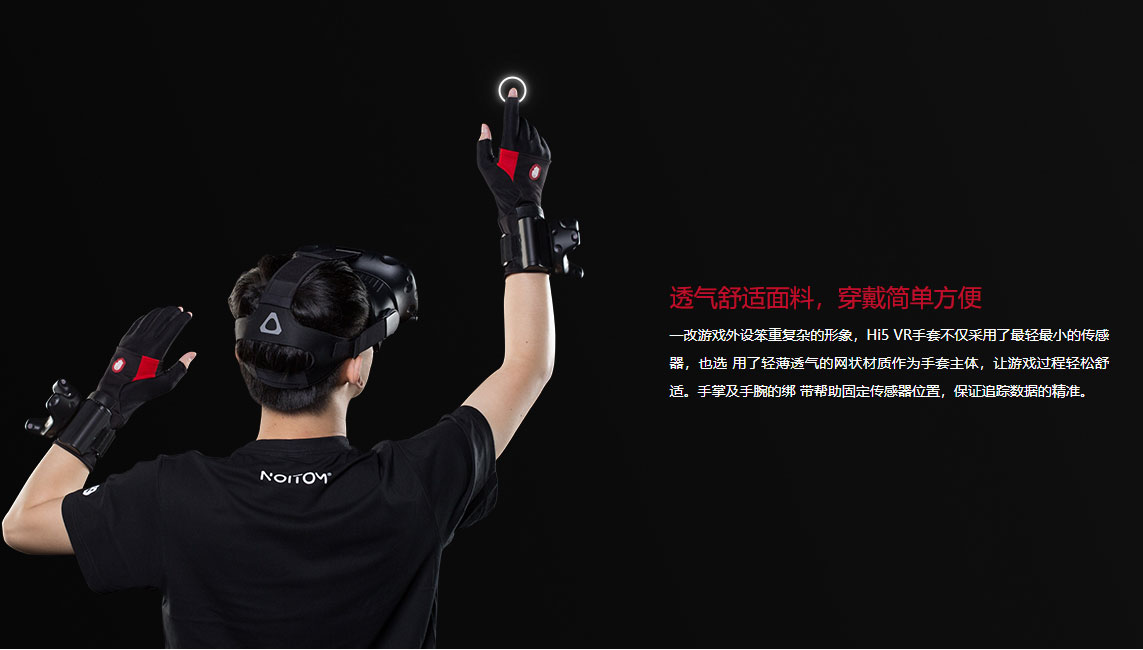 NOITOM
透气舒适面料，穿戴简单方便
一改游戏外设笨重复杂的形象，Hi5 VR手套不仅采用了最轻最小的传感
器，也选 用了轻薄透气的网状材质作为手套主体，让游戏过程轻松舒
适。手掌及手腕的绑 带帮助固定传感器位置，保证追踪数据的精准。